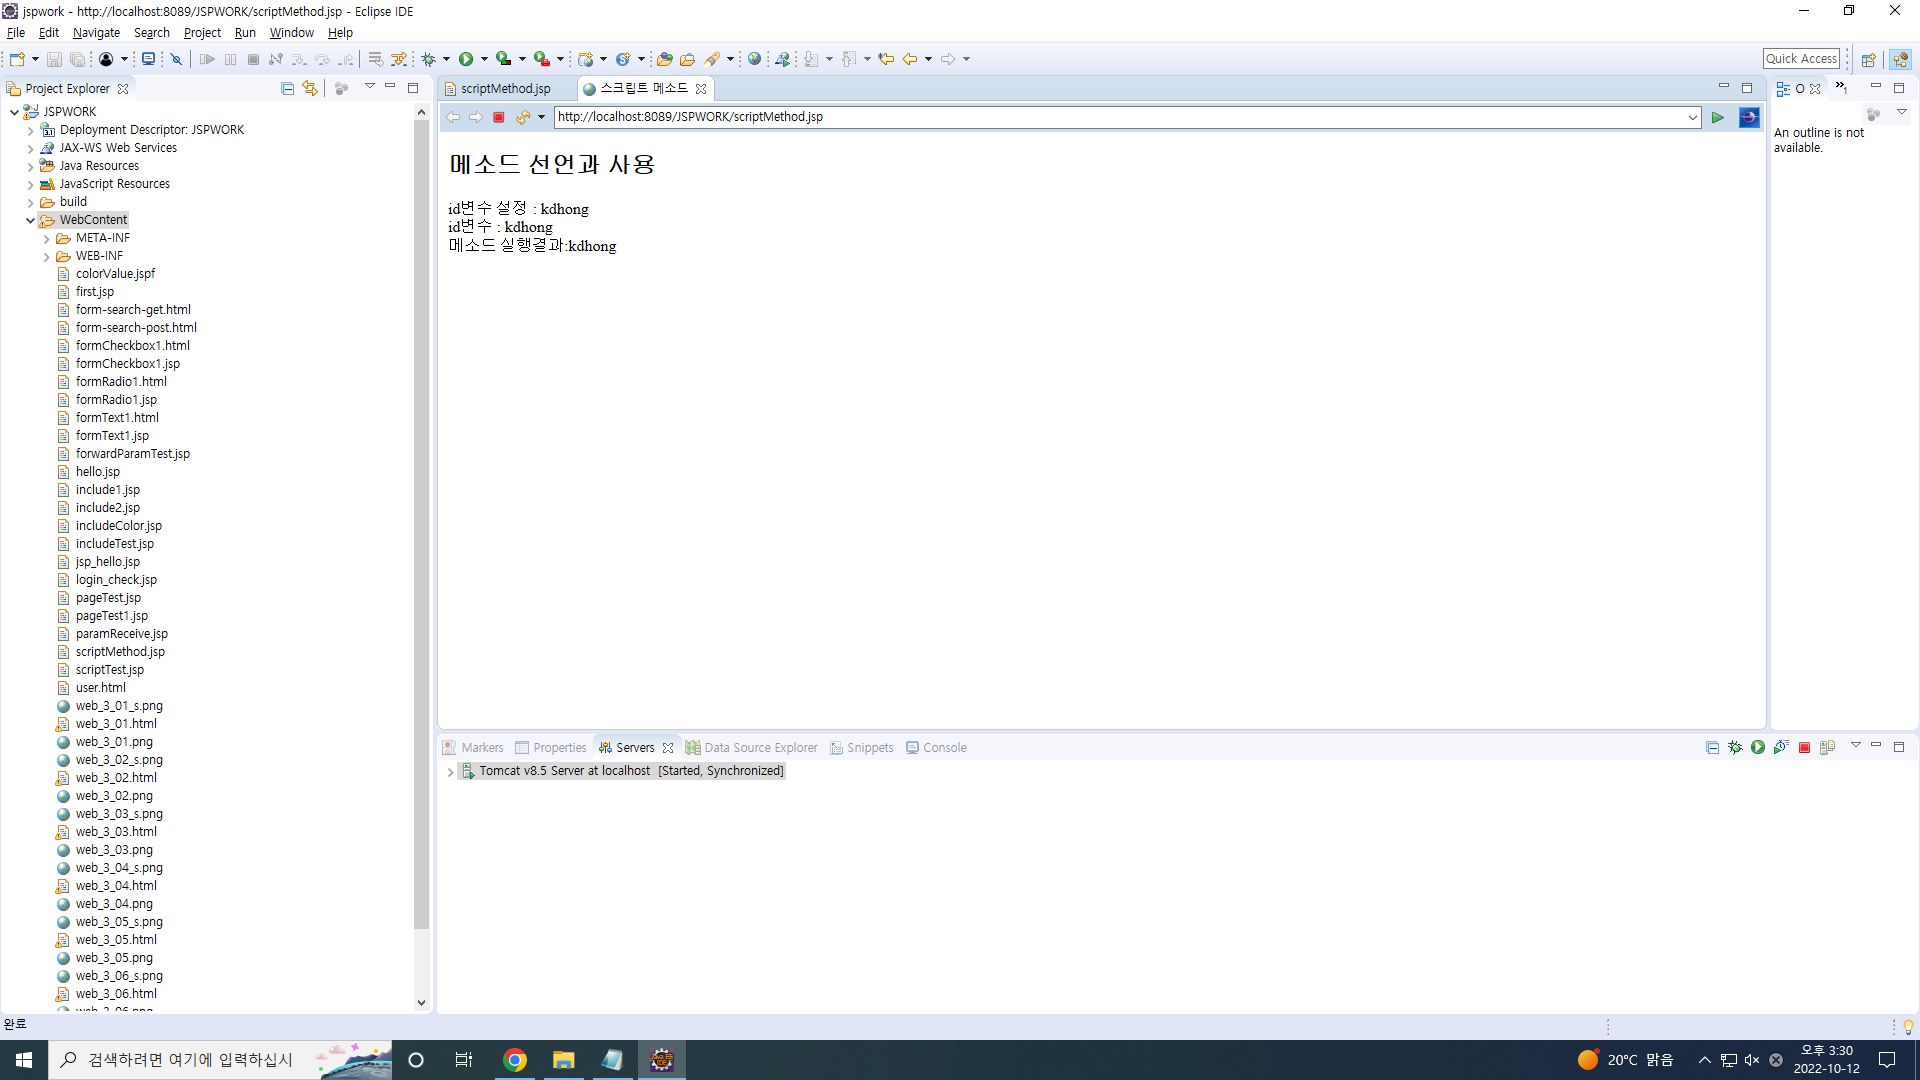 jspwork - http://localhost:8089/JSPWORK/scriptMethod.jsp - Eclipse IDE
File Edit Navigate Search Project Run Window Help
Quick Access
Project Explorer
JSPWORK
Deployment Descriptor: JSPWORK
JAX-WS Web Services
Java Resources
JavaScript Resources
build
WebContent
META-INF
WEB-INF
colorValue.jspf
first.jsp
form-search-get.html
form-search-post.html
formCheckbox1.html
formCheckbox1.jsp
formRadio1.html
formRadio1.jsp
formText1.html
formText1.jsp
forwardParamTest.jsp
hello.jsp
include1.jsp
include2.jsp
includeColor.jsp
includeTest.jsp
jsp_hello.jsp
login_check.jsp
pageTest.jsp
pageTest1.jsp
paramReceive.jsp
scriptMethod.jsp
scriptTest.jsp
user.html
web_3_01_s.png
web_3_01.html
web_3_01.png
web_3_02_s.png
web_3_02.html
web_3_02.png
web_3_03_s.png
web_3_03.html
web_3_03.png
web_3_04_s.png
web_3_04.html
web_3_04.png
web_3_05_s.png
web_3_05.html
web_3_05.png
web_3_06_s.png
web_3_06.html
scriptMethod.jsp
스크립트 메소드
http://localhost:8089/JSPWORK/scriptMethod.jsp
메소드 선언과 사용
id변수 설정 : kdhong
id변수 : kdhong
메소드 실행결과:kdhong
O
An outline is not
available.
Markers Properties Servers Data Source Explorer Snippets Console
Tomcat v8.5 Server at localhost [Started, Synchronized]
완료
검색하려면 여기에 입력하십시
20°C 맑음
오후 3:30
2022-10-12